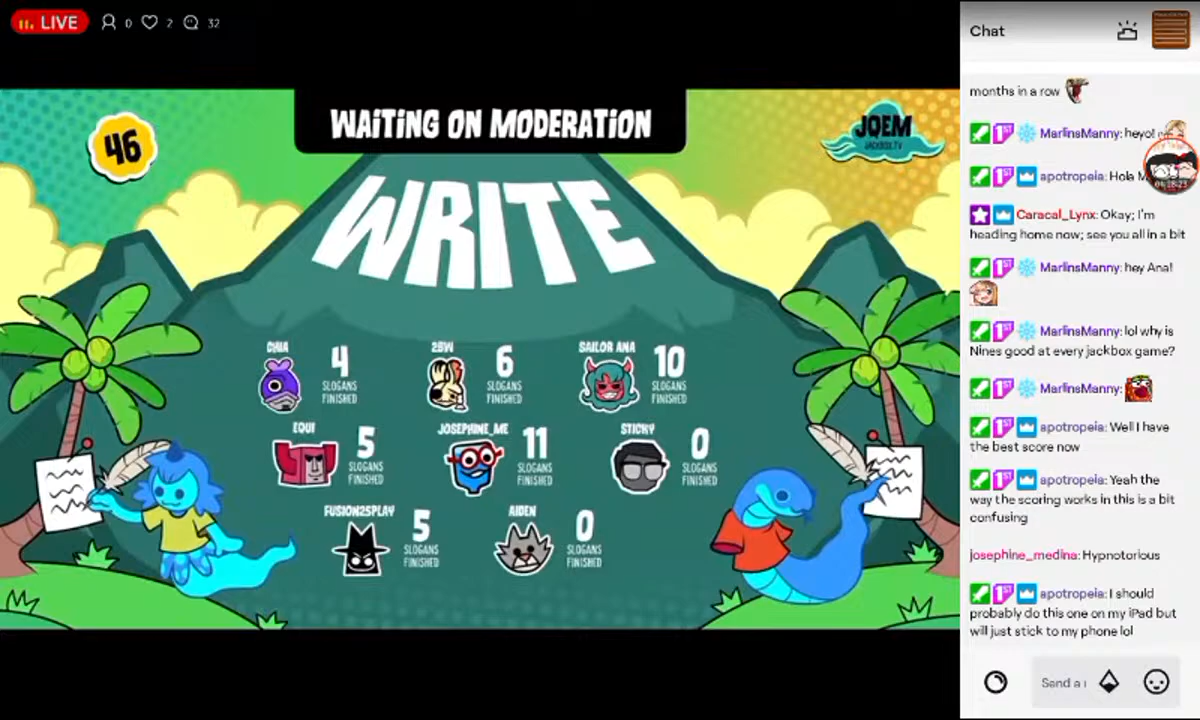 LIVE 0 2 32
Chat
46
WAITING ON MODERATION
JQEM
JACKBOX.TV
WRITE
CHIA
4
SLOGANS
FINISHED
2BW
6
SLOGANS
FINISHED
SAILOR ANA
10
SLOGANS
FINISHED
EQUI
5
SLOGANS
FINISHED
JOSEPHINE_ME
11
SLOGANS
FINISHED
STICKY
0
SLOGANS
FINISHED
FUSION2SPLAY
5
SLOGANS
FINISHED
AIDEN
0
SLOGANS
FINISHED
months in a row
MarlinsManny: heyo!
apotropeia: Hola
Caracal_Lynx: Okay; I'm
heading home now; see you all in a bit
MarlinsManny: hey Ana!
MarlinsManny: lol why is
Nines good at every jackbox game?
MarlinsManny:
apotropeia: Well I have
the best score now
apotropeia: Yeah the
way the scoring works in this is a bit
confusing
josephine_medina: Hypnotorious
apotropeia: I should
probably do this one on my iPad but
will just stick to my phone lol
Send a